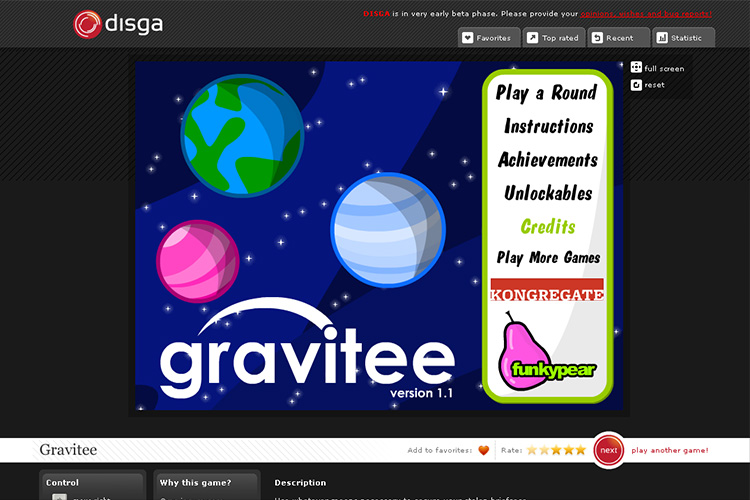 disga
DISGA is in very early beta phase. Please provide your opinions, wishes and bug reports!
Favorites
Top rated
Recent
Statistic
full screen
reset
Play a Round
Instructions
Achievements
Unlockables
Credits
Play More Games
KONGREGATE
funkypear
gravitee
version 1.1
Gravitee
Add to favorites:
Rate:
next
play another game!
Control
Why this game?
Description